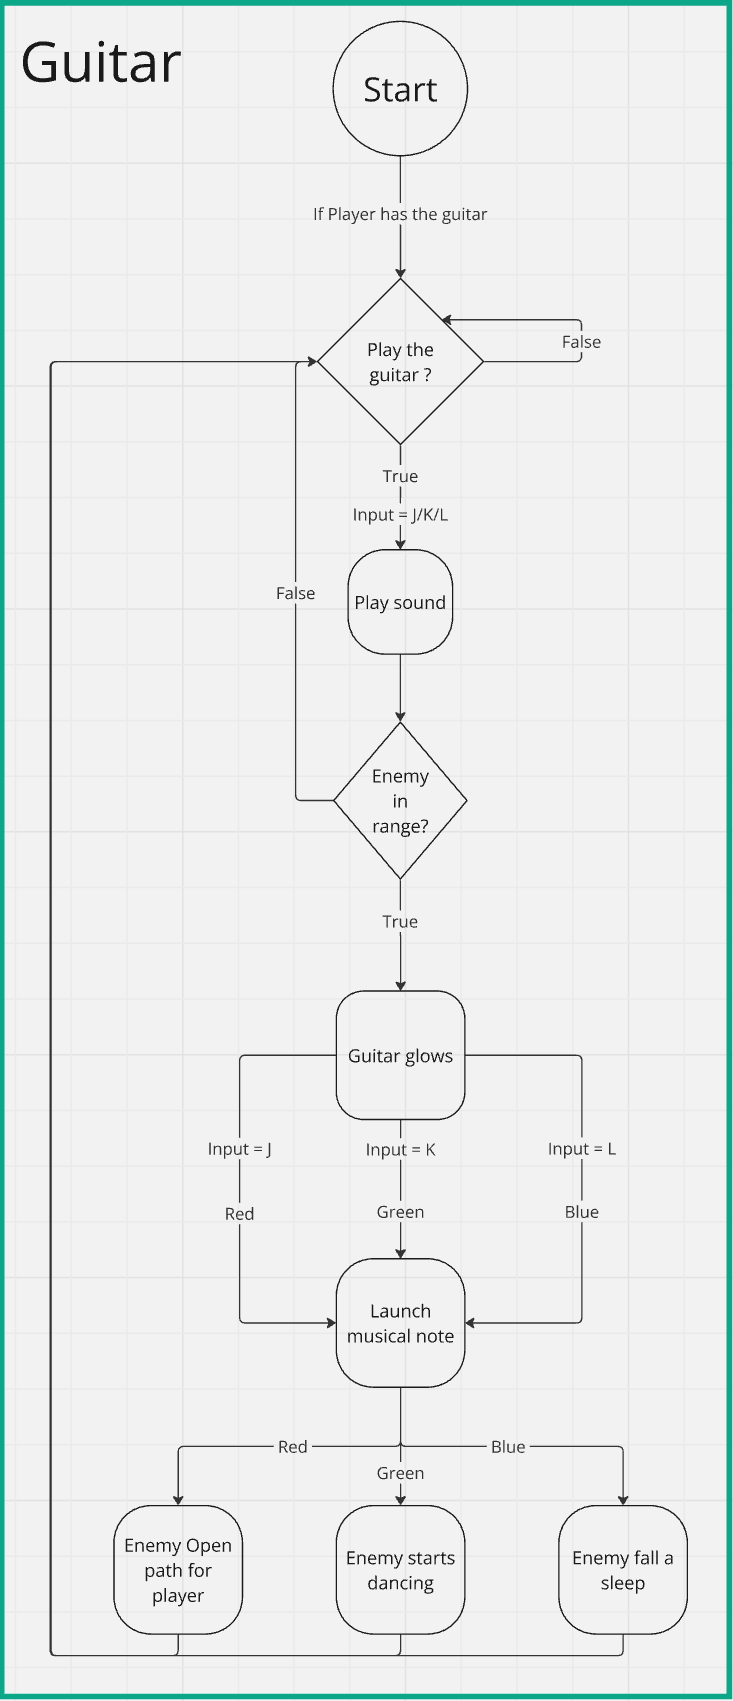 Guitar
Start
If Player has the guitar
Play the
guitar ?
False
True
Input = J/K/L
False
Play sound
Enemy
in
range?
True
Guitar glows
Input = J
Input = K
Input = L
Red
Green
Blue
Launch
musical note
Red
Blue
Green
Enemy Open
path for
player
Enemy starts
dancing
Enemy fall a
sleep